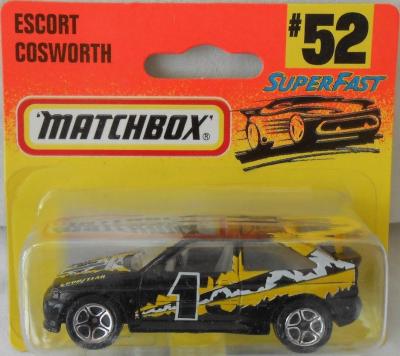 ESCORT
COSWORTH
#52
SUPERFAST
'MATCHBOX'®
GOODYEAR
1